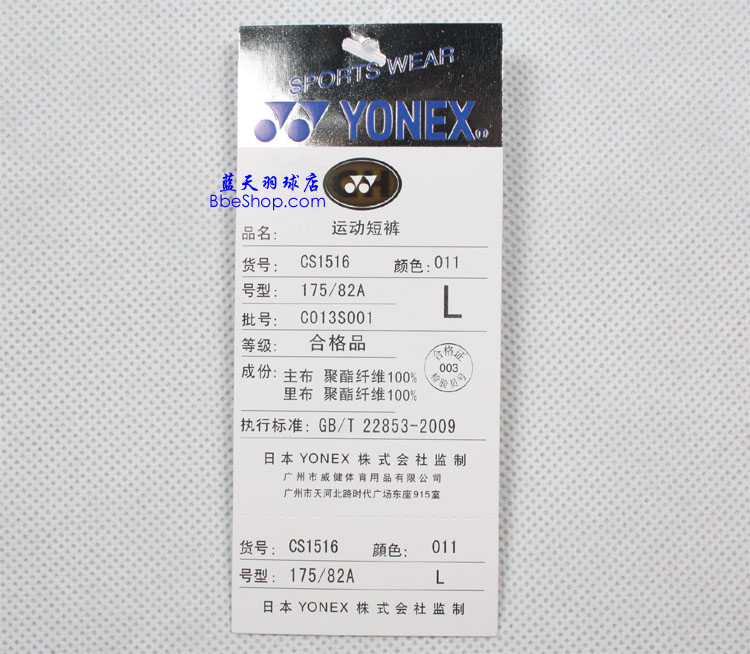 SPORTS WEAR
YONEX®
CH
蓝天羽球店
BbeShop.com
品名: 运动短裤
货号: CS1516 颜色: 011
号型: 175/82A L
批号: C013S001
等级: 合格品
合格证
003
检验员号
成份: 主布 聚酯纤维100%
里布 聚酯纤维100%
执行标准: GB/T 22853-2009
日本 YONEX 株式会社监制
广州市威健体育用品有限公司
广州市天河北路时代广场东座915室
货号: CS1516 顔色: 011
号型: 175/82A L
日本 YONEX 株式会社监制